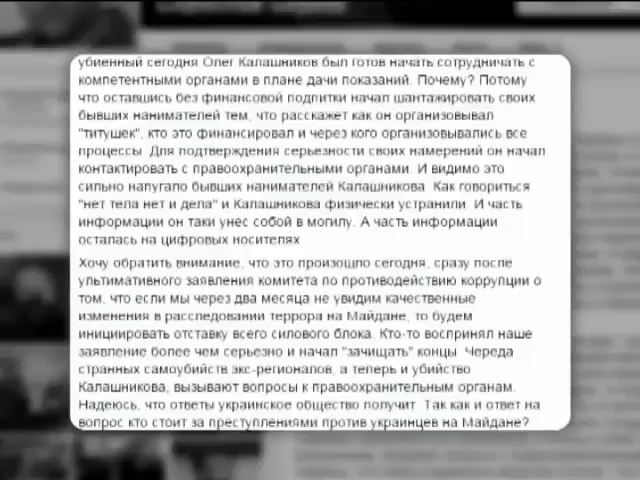 убиенный сегодня Олег Калашников был готов начать сотрудничать с
компетентными органами в плане дачи показаний. Почему? Потому
что оставшись без финансовой подпитки начал шантажировать своих
бывших нанимателей тем, что расскажет как он организовывал
"титушек", кто это финансировал и через кого организовывались все
процессы. Для подтверждения серьезности своих намерений он начал
контактировать с правоохранительными органами. И видимо это
сильно напугало бывших нанимателей Калашникова. Как говориться
"нет тела нет и дела" и Калашникова физически устранили. И часть
информации он таки унес собой в могилу. А часть информации
осталась на цифровых носителях
Хочу обратить внимание, что это произошло сегодня, сразу после
ультимативного заявления комитета по противодействию коррупции о
том, что если мы через два месяца не увидим качественные
изменения в расследовании террора на Майдане, то будем
инициировать отставку всего силового блока. Кто-то воспринял наше
заявление более чем серьезно и начал "зачищать" концы. Череда
странных самоубийств экс-регионалов, а теперь и убийство
Калашникова, вызывают вопросы к правоохранительным органам.
Надеюсь, что ответы украинское общество получит. Так как и ответ на
вопрос кто стоит за преступлениями против украинцев на Майдане?